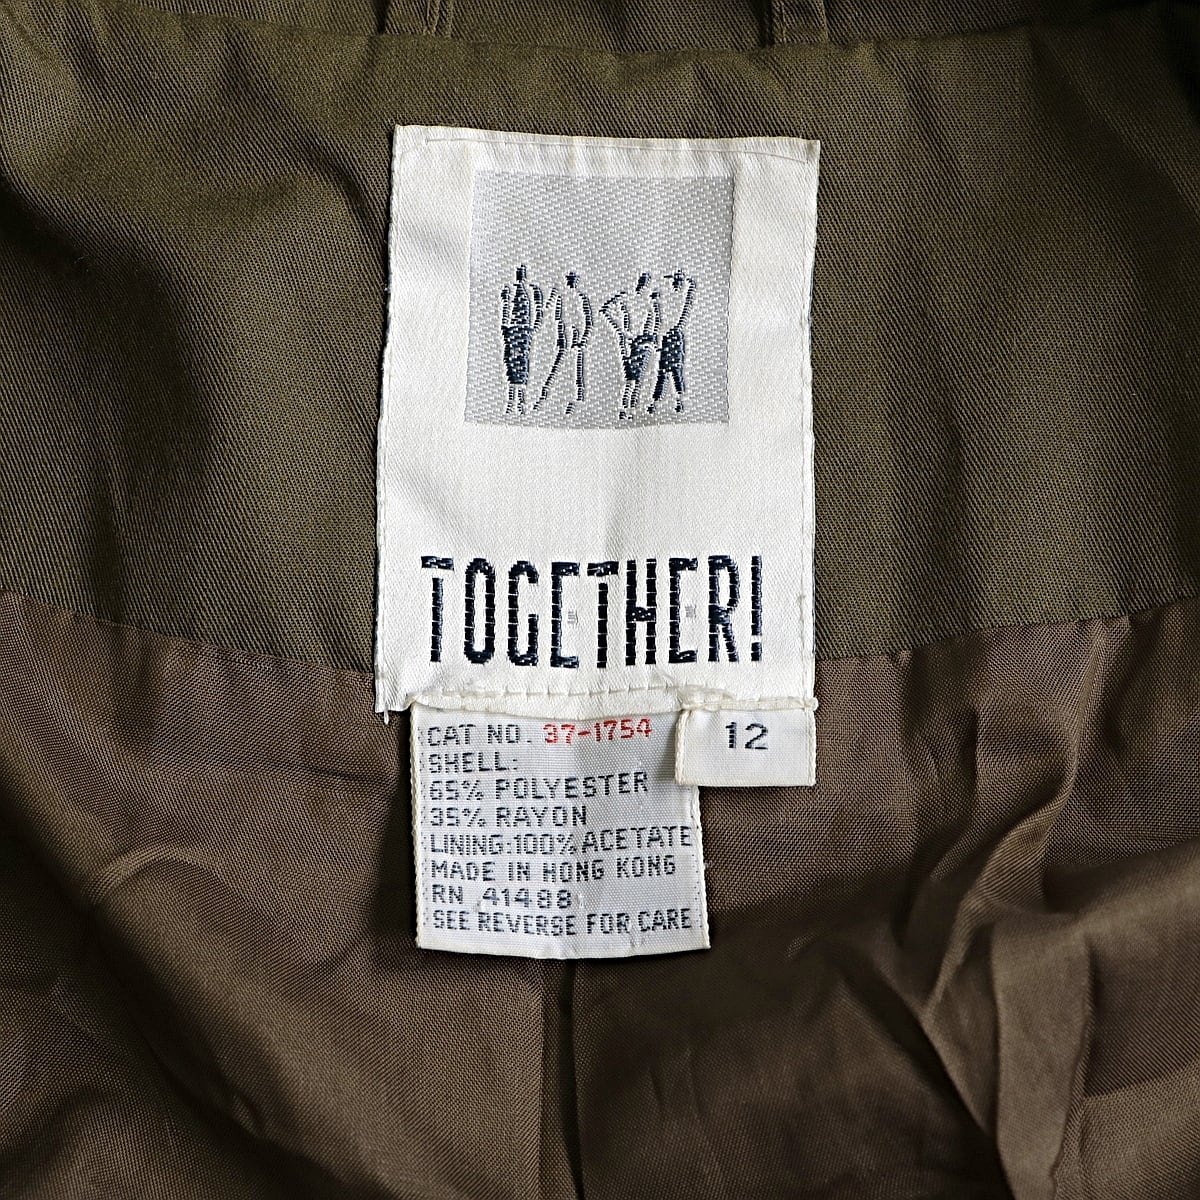 TOGETHER!
CAT NO. 37-1754
12
SHELL:
65% POLYESTER
35% RAYON
LINING:100% ACETATE
MADE IN HONG KONG
RN 41488
SEE REVERSE FOR CARE